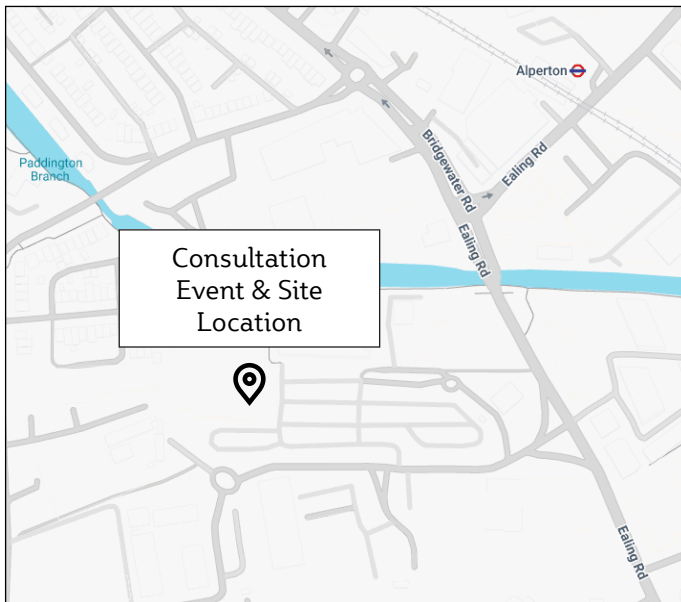 Alperton
Bridgewater Rd
Ealing Rd
Paddington
Branch
Ealing Rd
Consultation
Event & Site
Location
Ealing Rd